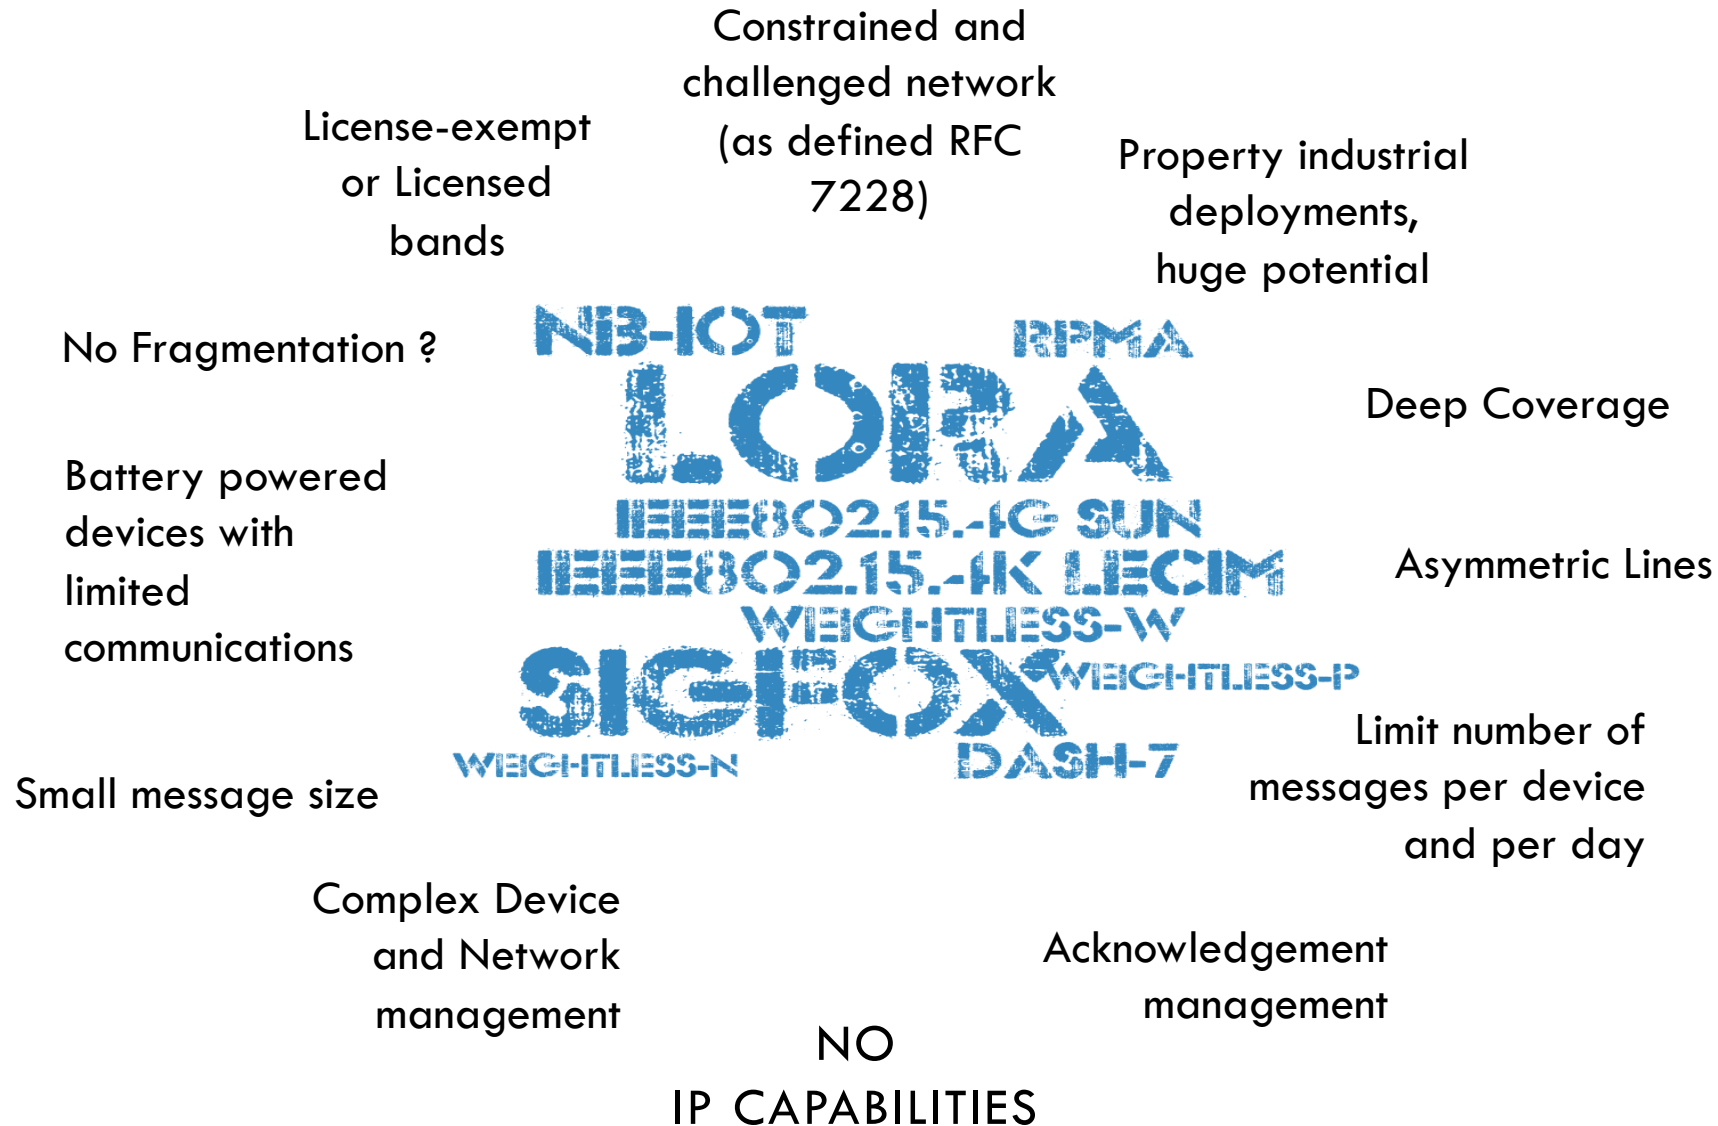 Constrained and
challenged network
(as defined RFC
7228)
License-exempt
or Licensed
bands
Property industrial
deployments,
huge potential
No Fragmentation ?
NB-IOT
RPMA
LORA
Deep Coverage
Battery powered
devices with
limited
communications
IEEE802.15.4G SUN
IEEE802.15.4K LECIM
Asymmetric Lines
WEIGHTLESS-W
SIGFOX
WEIGHTLESS-P
WEIGHTLESS-N
DASH-7
Limit number of
messages per device
and per day
Small message size
Complex Device
and Network
management
Acknowledgement
management
NO
IP CAPABILITIES